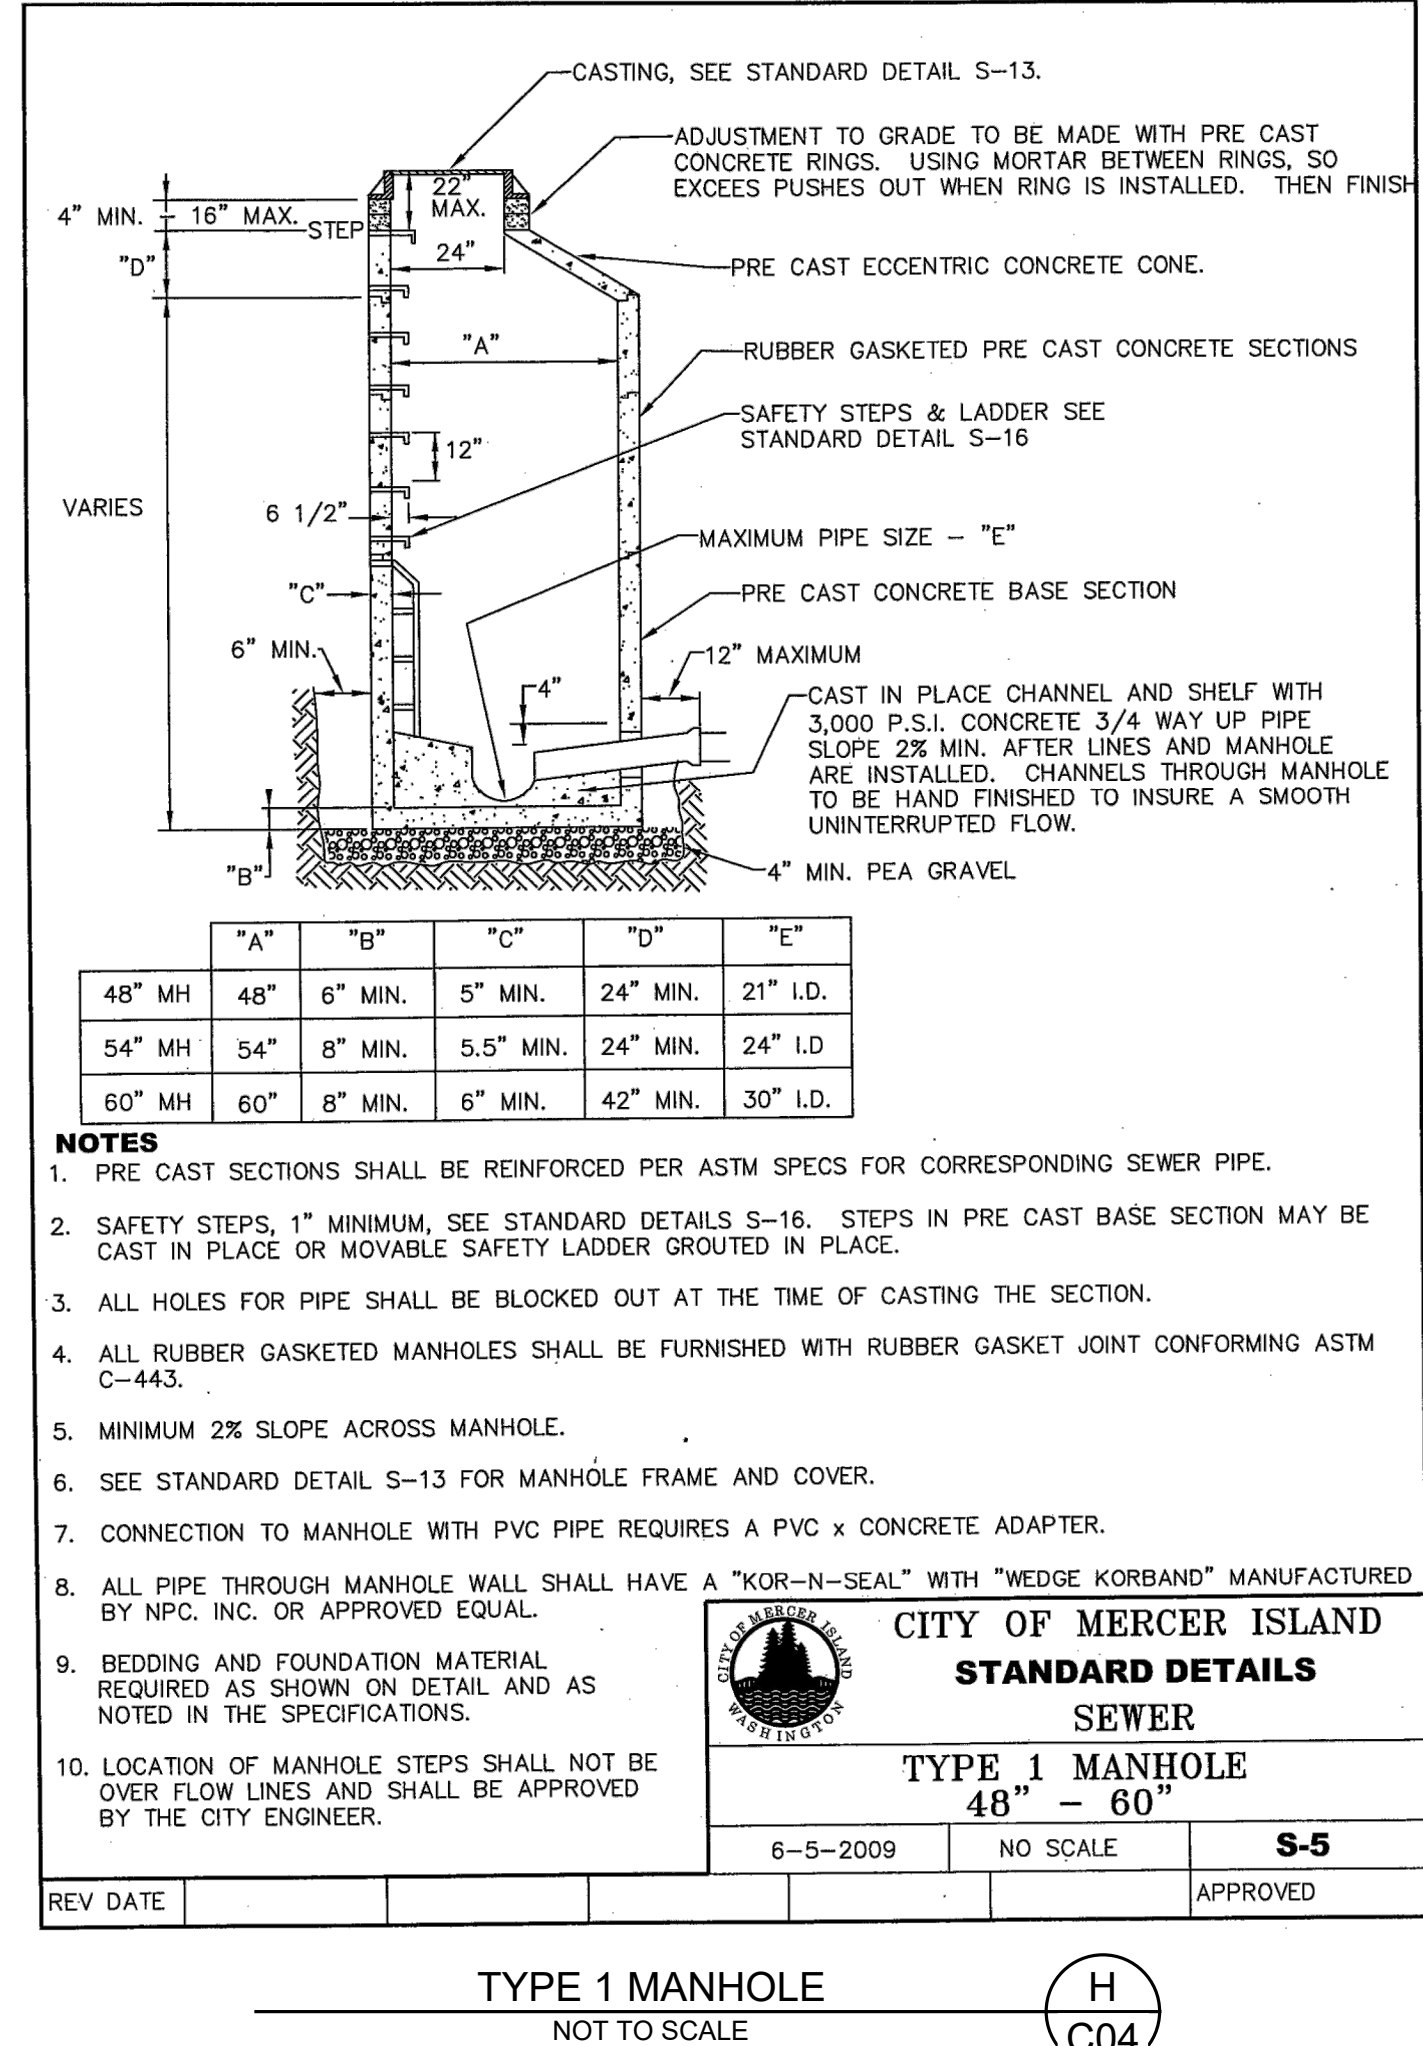 CASTING, SEE STANDARD DETAIL S-13.
ADJUSTMENT TO GRADE TO BE MADE WITH PRE CAST
CONCRETE RINGS. USING MORTAR BETWEEN RINGS, SO
EXCEES PUSHES OUT WHEN RING IS INSTALLED. THEN FINISH
22"
MAX.
4" MIN. - 16" MAX.
STEP
"D"
24"
PRE CAST ECCENTRIC CONCRETE CONE.
"A"
RUBBER GASKETED PRE CAST CONCRETE SECTIONS
SAFETY STEPS & LADDER SEE
STANDARD DETAIL S-16
12"
VARIES
6 1/2"
MAXIMUM PIPE SIZE - "E"
"C"
PRE CAST CONCRETE BASE SECTION
6" MIN.
12" MAXIMUM
4"
CAST IN PLACE CHANNEL AND SHELF WITH
3,000 P.S.I. CONCRETE 3/4 WAY UP PIPE
SLOPE 2% MIN. AFTER LINES AND MANHOLE
ARE INSTALLED. CHANNELS THROUGH MANHOLE
TO BE HAND FINISHED TO INSURE A SMOOTH
UNINTERRUPTED FLOW.
"B"
4" MIN. PEA GRAVEL
"A" "B" "C" "D" "E"
48" MH 48" 6" MIN. 5" MIN. 24" MIN. 21" I.D.
54" MH 54" 8" MIN. 5.5" MIN. 24" MIN. 24" I.D
60" MH 60" 8" MIN. 6" MIN. 42" MIN. 30" I.D.
NOTES
1. PRE CAST SECTIONS SHALL BE REINFORCED PER ASTM SPECS FOR CORRESPONDING SEWER PIPE.
2. SAFETY STEPS, 1" MINIMUM, SEE STANDARD DETAILS S-16. STEPS IN PRE CAST BASE SECTION MAY BE
CAST IN PLACE OR MOVABLE SAFETY LADDER GROUTED IN PLACE.
3. ALL HOLES FOR PIPE SHALL BE BLOCKED OUT AT THE TIME OF CASTING THE SECTION.
4. ALL RUBBER GASKETED MANHOLES SHALL BE FURNISHED WITH RUBBER GASKET JOINT CONFORMING ASTM
C-443.
5. MINIMUM 2% SLOPE ACROSS MANHOLE.
6. SEE STANDARD DETAIL S-13 FOR MANHOLE FRAME AND COVER.
7. CONNECTION TO MANHOLE WITH PVC PIPE REQUIRES A PVC x CONCRETE ADAPTER.
8. ALL PIPE THROUGH MANHOLE WALL SHALL HAVE A "KOR-N-SEAL" WITH "WEDGE KORBAND" MANUFACTURED
BY NPC. INC. OR APPROVED EQUAL.
9. BEDDING AND FOUNDATION MATERIAL
REQUIRED AS SHOWN ON DETAIL AND AS
NOTED IN THE SPECIFICATIONS.
10. LOCATION OF MANHOLE STEPS SHALL NOT BE
OVER FLOW LINES AND SHALL BE APPROVED
BY THE CITY ENGINEER.
CITY OF MERCER ISLAND
WASHINGTON
CITY OF MERCER ISLAND
STANDARD DETAILS
SEWER
TYPE 1 MANHOLE
48" - 60"
6-5-2009 NO SCALE S-5
REV DATE APPROVED
TYPE 1 MANHOLE
NOT TO SCALE
H
C04